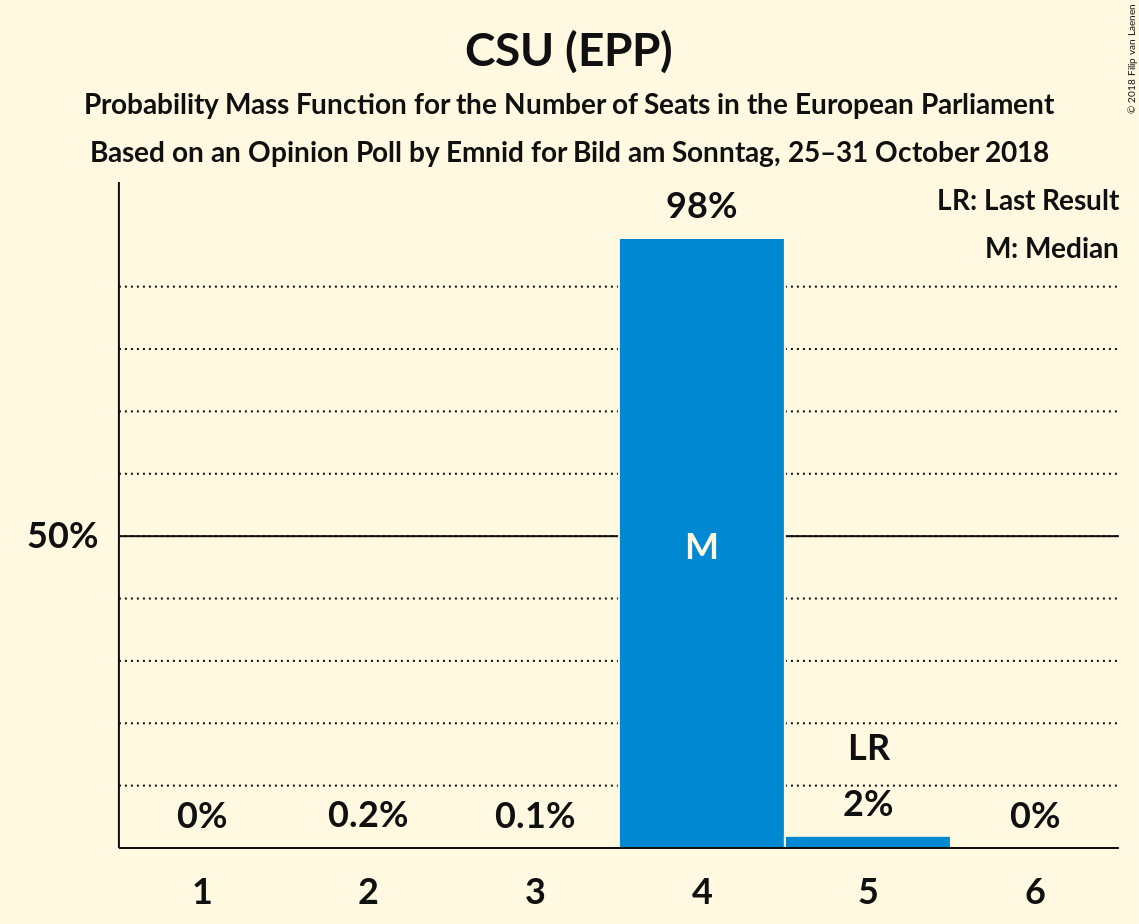 CSU (EPP)
Probability Mass Function for the Number of Seats in the European Parliament
Based on an Opinion Poll by Emnid for Bild am Sonntag, 25–31 October 2018
© 2018 Filip van Laenen
LR: Last Result
M: Median
98%
50%
M
LR
0%
0.2%
0.1%
2%
0%
1
2
3
4
5
6